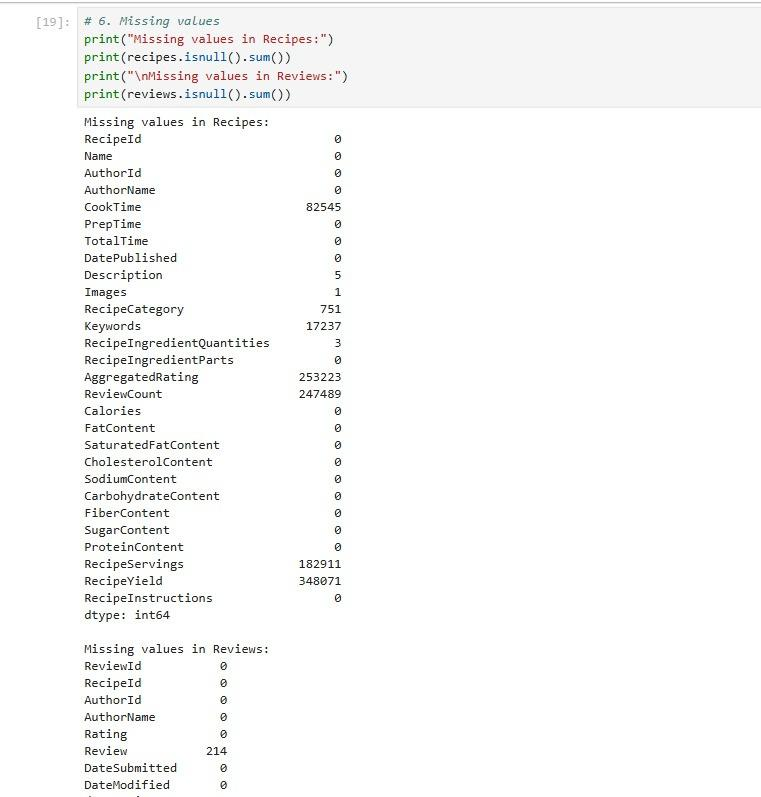 [19]: # 6. Missing values
print("Missing values in Recipes:")
print(recipes.isnull().sum())
print("\nMissing values in Reviews:")
print(reviews.isnull().sum())
Missing values in Recipes:
RecipeId 0
Name 0
AuthorId 0
AuthorName 0
CookTime 82545
PrepTime 0
TotalTime 0
DatePublished 0
Description 5
Images 1
RecipeCategory 751
Keywords 17237
RecipeIngredientQuantities 3
RecipeIngredientParts 0
AggregatedRating 253223
ReviewCount 247489
Calories 0
FatContent 0
SaturatedFatContent 0
CholesterolContent 0
SodiumContent 0
CarbohydrateContent 0
FiberContent 0
SugarContent 0
ProteinContent 0
RecipeServings 182911
RecipeYield 348071
RecipeInstructions 0
dtype: int64
Missing values in Reviews:
ReviewId 0
RecipeId 0
AuthorId 0
AuthorName 0
Rating 0
Review 214
DateSubmitted 0
DateModified 0